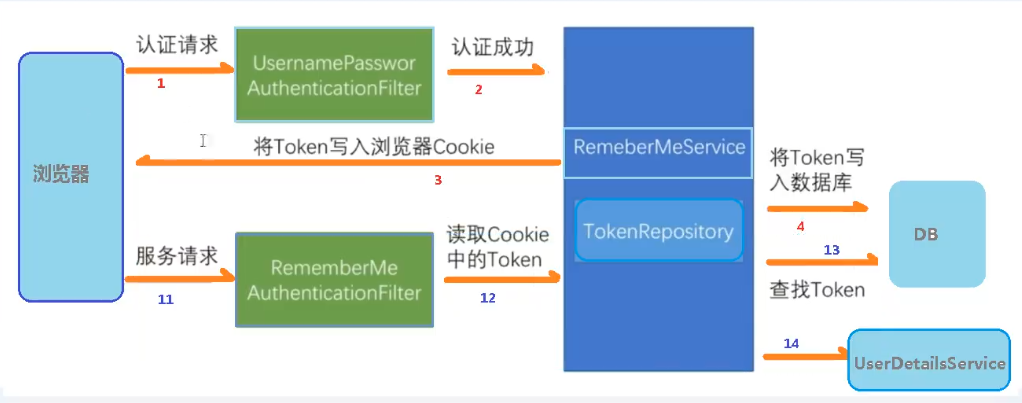 认证请求
1
UsernamePasswor
AuthenticationFilter
认证成功
2
浏览器
将Token写入浏览器Cookie
3
RemeberMeService
TokenRepository
将Token写
入数据库
4
DB
服务请求
11
RememberMe
AuthenticationFilter
读取Cookie
中的Token
12
13
查找Token
14
UserDetailsService